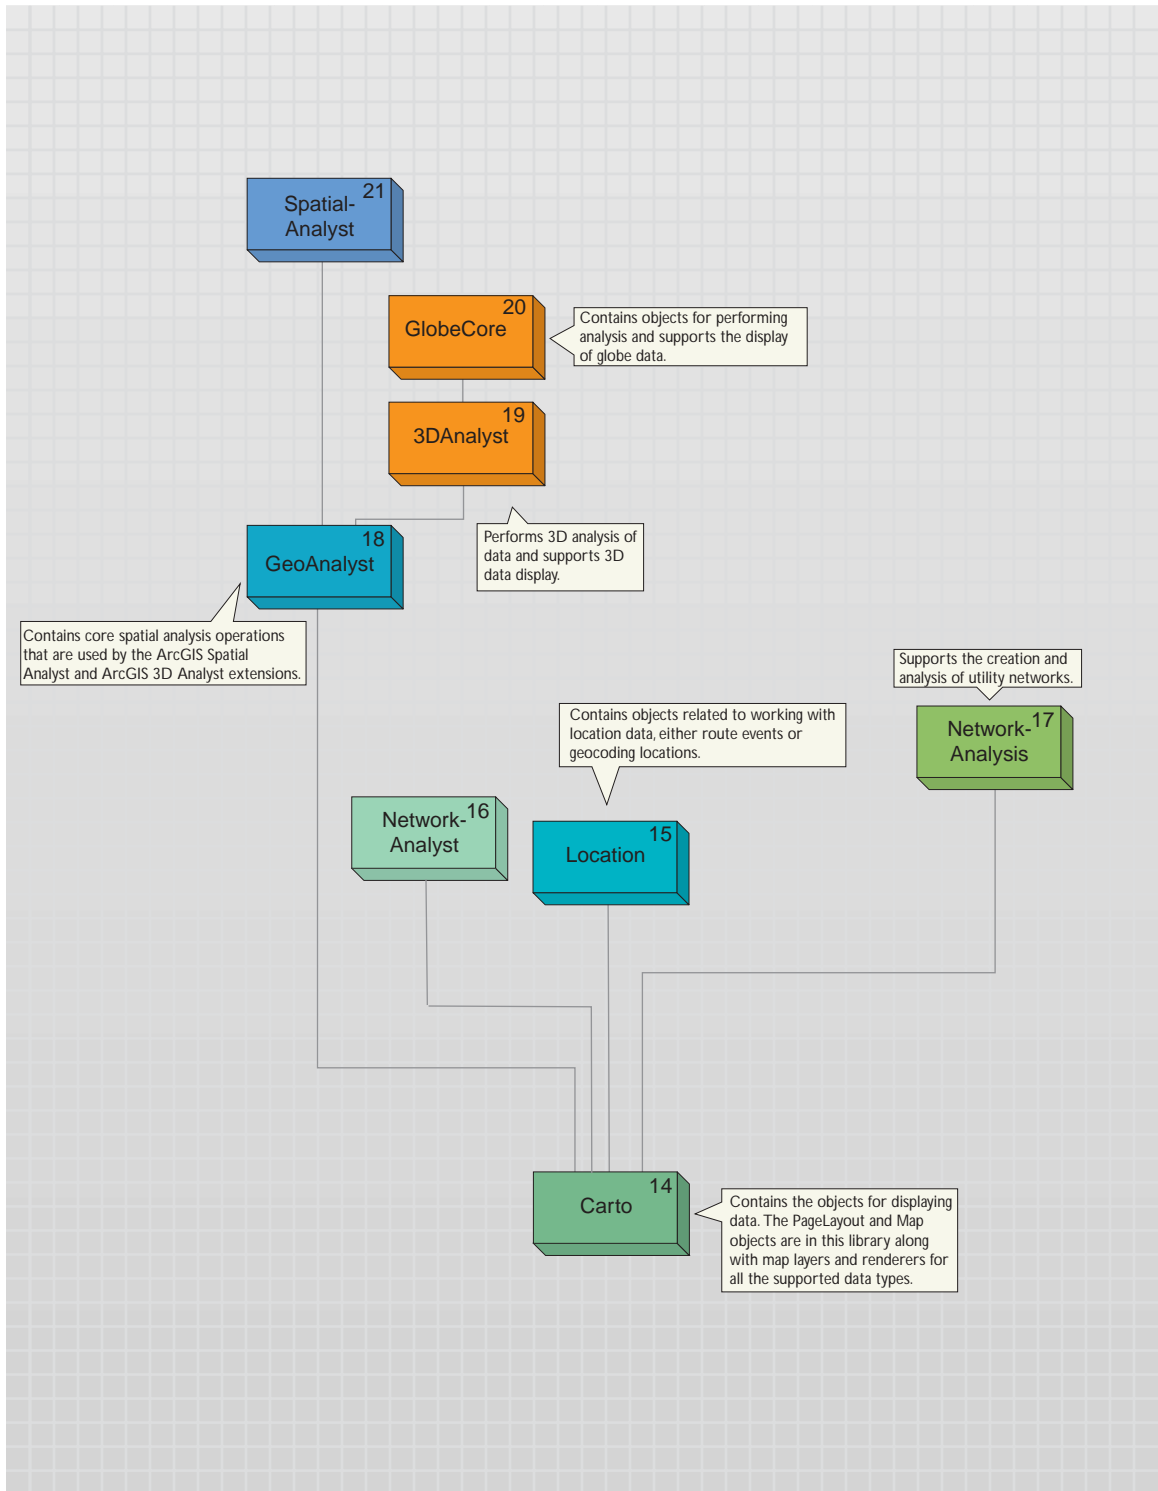 21
Spatial-
Analyst
20
GlobeCore
Contains objects for performing
analysis and supports the display
of globe data.
19
3DAnalyst
18
GeoAnalyst
Performs 3D analysis of
data and supports 3D
data display.
Contains core spatial analysis operations
that are used by the ArcGIS Spatial
Analyst and ArcGIS 3D Analyst extensions.
Supports the creation and
analysis of utility networks.
Contains objects related to working with
location data, either route events or
geocoding locations.
17
Network-
Analysis
16
Network-
Analyst
15
Location
14
Carto
Contains the objects for displaying
data. The PageLayout and Map
objects are in this library along
with map layers and renderers for
all the supported data types.